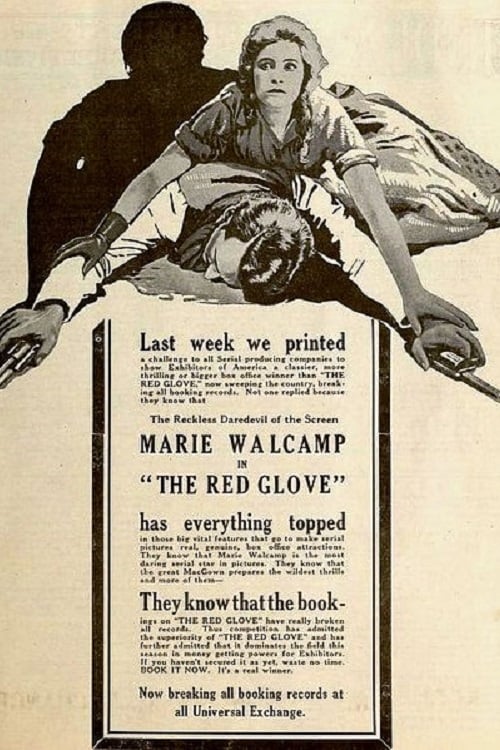 Last week we printed
a challenge to all Serial producing companies to
show Exhibitors of America a classier, more
thrilling or bigger box office winner than "THE
RED GLOVE," now sweeping the country, break-
ing all booking records. Not one replied because
they know that
The Reckless Daredevil of the Screen
MARIE WALCAMP
IN
"THE RED GLOVE"
has everything topped
in those big vital features that go to make serial
pictures real, genuine, box office attractions.
They know that Marie Walcamp is the most
daring serial star in pictures. They know that
the great MacGowan prepares the wildest thrills
and more of them—
They know that the book-
ings on "THE RED GLOVE" have really broken
all records. Thus competition has admitted
the superiority of "THE RED GLOVE" and has
further admitted that it dominates the field this
season in money getting powers for Exhibitors.
If you haven't secured it as yet, waste no time.
BOOK IT NOW. It's a real winner.
Now breaking all booking records at
all Universal Exchange.